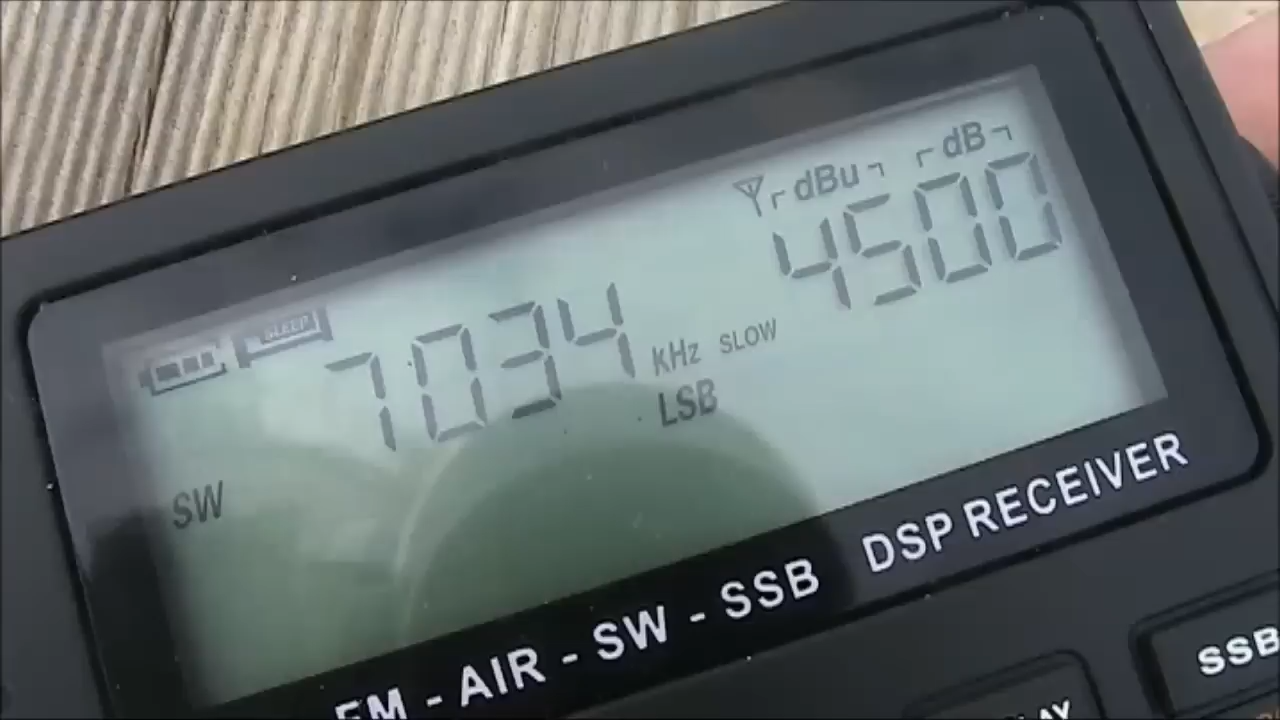 dBu dB
4500
SLEEP
7034 kHz SLOW
LSB
SW
FM - AIR - SW - SSB DSP RECEIVER
SSB